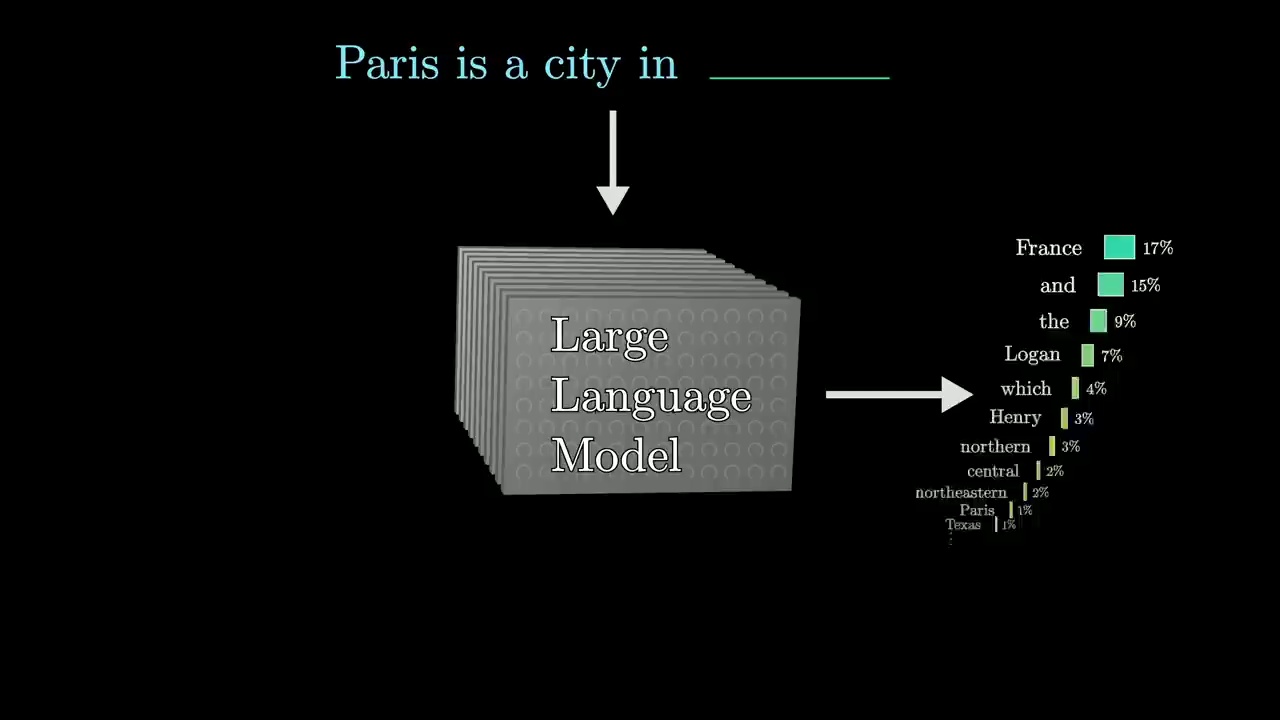 Paris is a city in
Large
Language
Model
France 17%
and 15%
the 9%
Logan 7%
which 4%
Henry 3%
northern 3%
central 2%
northeastern 2%
Paris 1%
Texas 1%